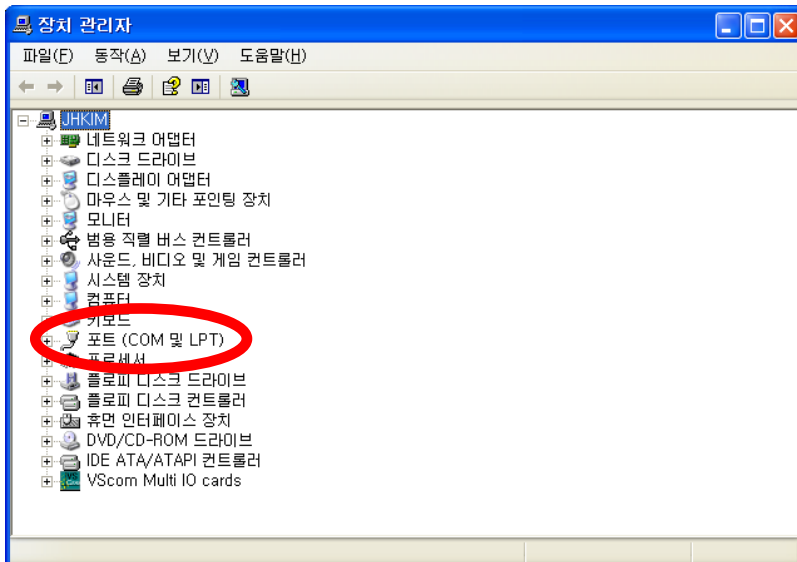 장치 관리자
파일(F) 동작(A) 보기(V) 도움말(H)
JHKIM
네트워크 어댑터
디스크 드라이브
디스플레이 어댑터
마우스 및 기타 포인팅 장치
모니터
범용 직렬 버스 컨트롤러
사운드, 비디오 및 게임 컨트롤러
시스템 장치
컴퓨터
키보드
포트 (COM 및 LPT)
프로세서
플로피 디스크 드라이브
플로피 디스크 컨트롤러
휴먼 인터페이스 장치
DVD/CD-ROM 드라이브
IDE ATA/ATAPI 컨트롤러
VScom Multi IO cards